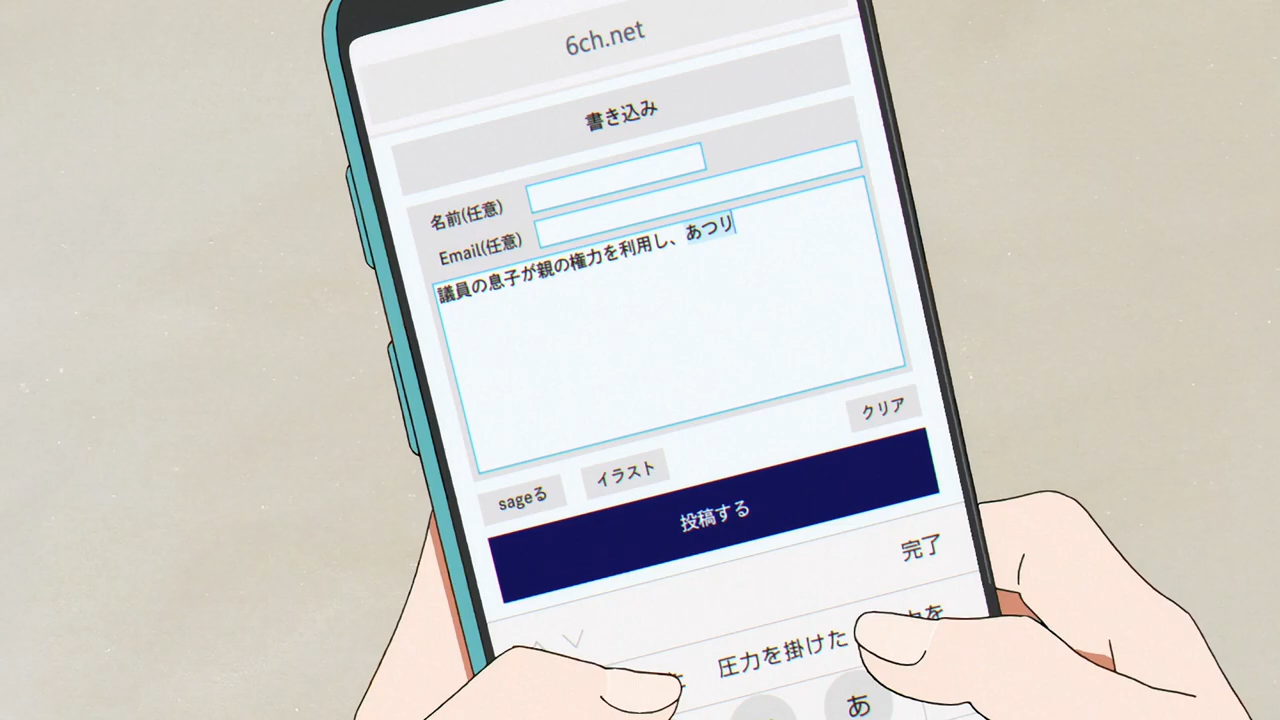 6ch.net
書き込み
名前(任意)
Email(任意)
議員の息子が親の権力を利用し、あつり
クリア
sageる
イラスト
投稿する
完了
圧力を掛けた
あ